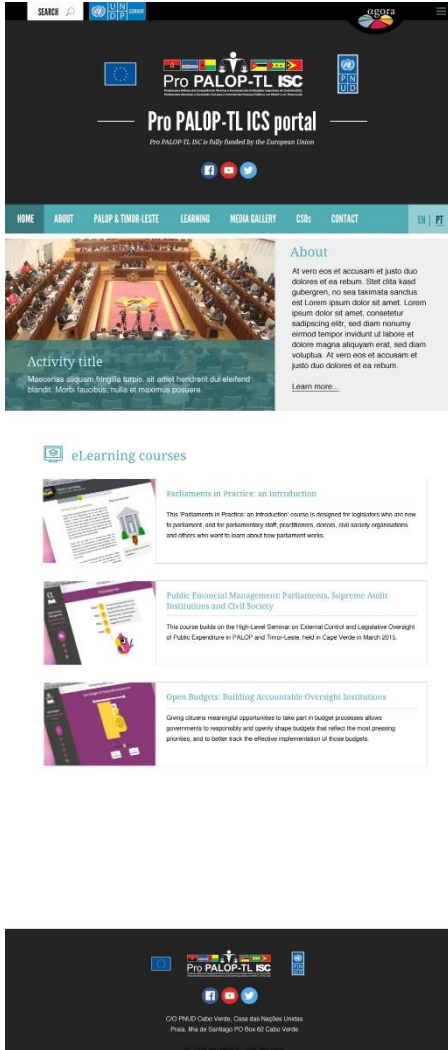 SEARCH
UN
DP
CORNER
agora
Pro PALOP-TL ISC
PN
UD
Pro PALOP-TL ICS portal
Pro PALOP-TL ISC is fully funded by the European Union
HOME ABOUT PALOP & TIMOR-LESTE LEARNING MEDIA GALLERY CSOs CONTACT EN | PT
Activity title
Maecenas aliquam fringilla turpis, sit amet hendrerit dui eleifend
blandit. Morbi faucibus, nulla et maximus posuere.
About
At vero eos et accusam et justo duo
dolores et ea rebum. Stet clita kasd
gubergren, no sea takimata sanctus
est Lorem ipsum dolor sit amet. Lorem
ipsum dolor sit amet, consetetur
sadipscing elitr, sed diam nonumy
eirmod tempor invidunt ut labore et
dolore magna aliquyam erat, sed diam
voluptua. At vero eos et accusam et
justo duo dolores et ea rebum.
Learn more...
eLearning courses
Parliaments in Practice: an Introduction
This 'Parliaments in Practice: an Introduction' course is designed for legislators who are new
to parliament, and for parliamentary staff, practitioners, donors, civil society organisations
and others who want to learn about how parliament works.
Public Financial Management: Parliaments, Supreme Audit
Institutions and Civil Society
This course builds on the High-Level Seminar on External Control and Legislative Oversight
of Public Expenditure in PALOP and Timor-Leste, held in Cape Verde in March 2015.
Open Budgets: Building Accountable Oversight Institutions
Giving citizens meaningful opportunities to take part in budget processes allows
governments to responsibly and openly shape budgets that reflect the most pressing
priorities, and to better track the effective implementation of those budgets.
Pro PALOP-TL ISC
C/O PNUD Cabo Verde, Casa das Nações Unidas
Praia, Ilha de Santiago PO Box 62 Cabo Verde